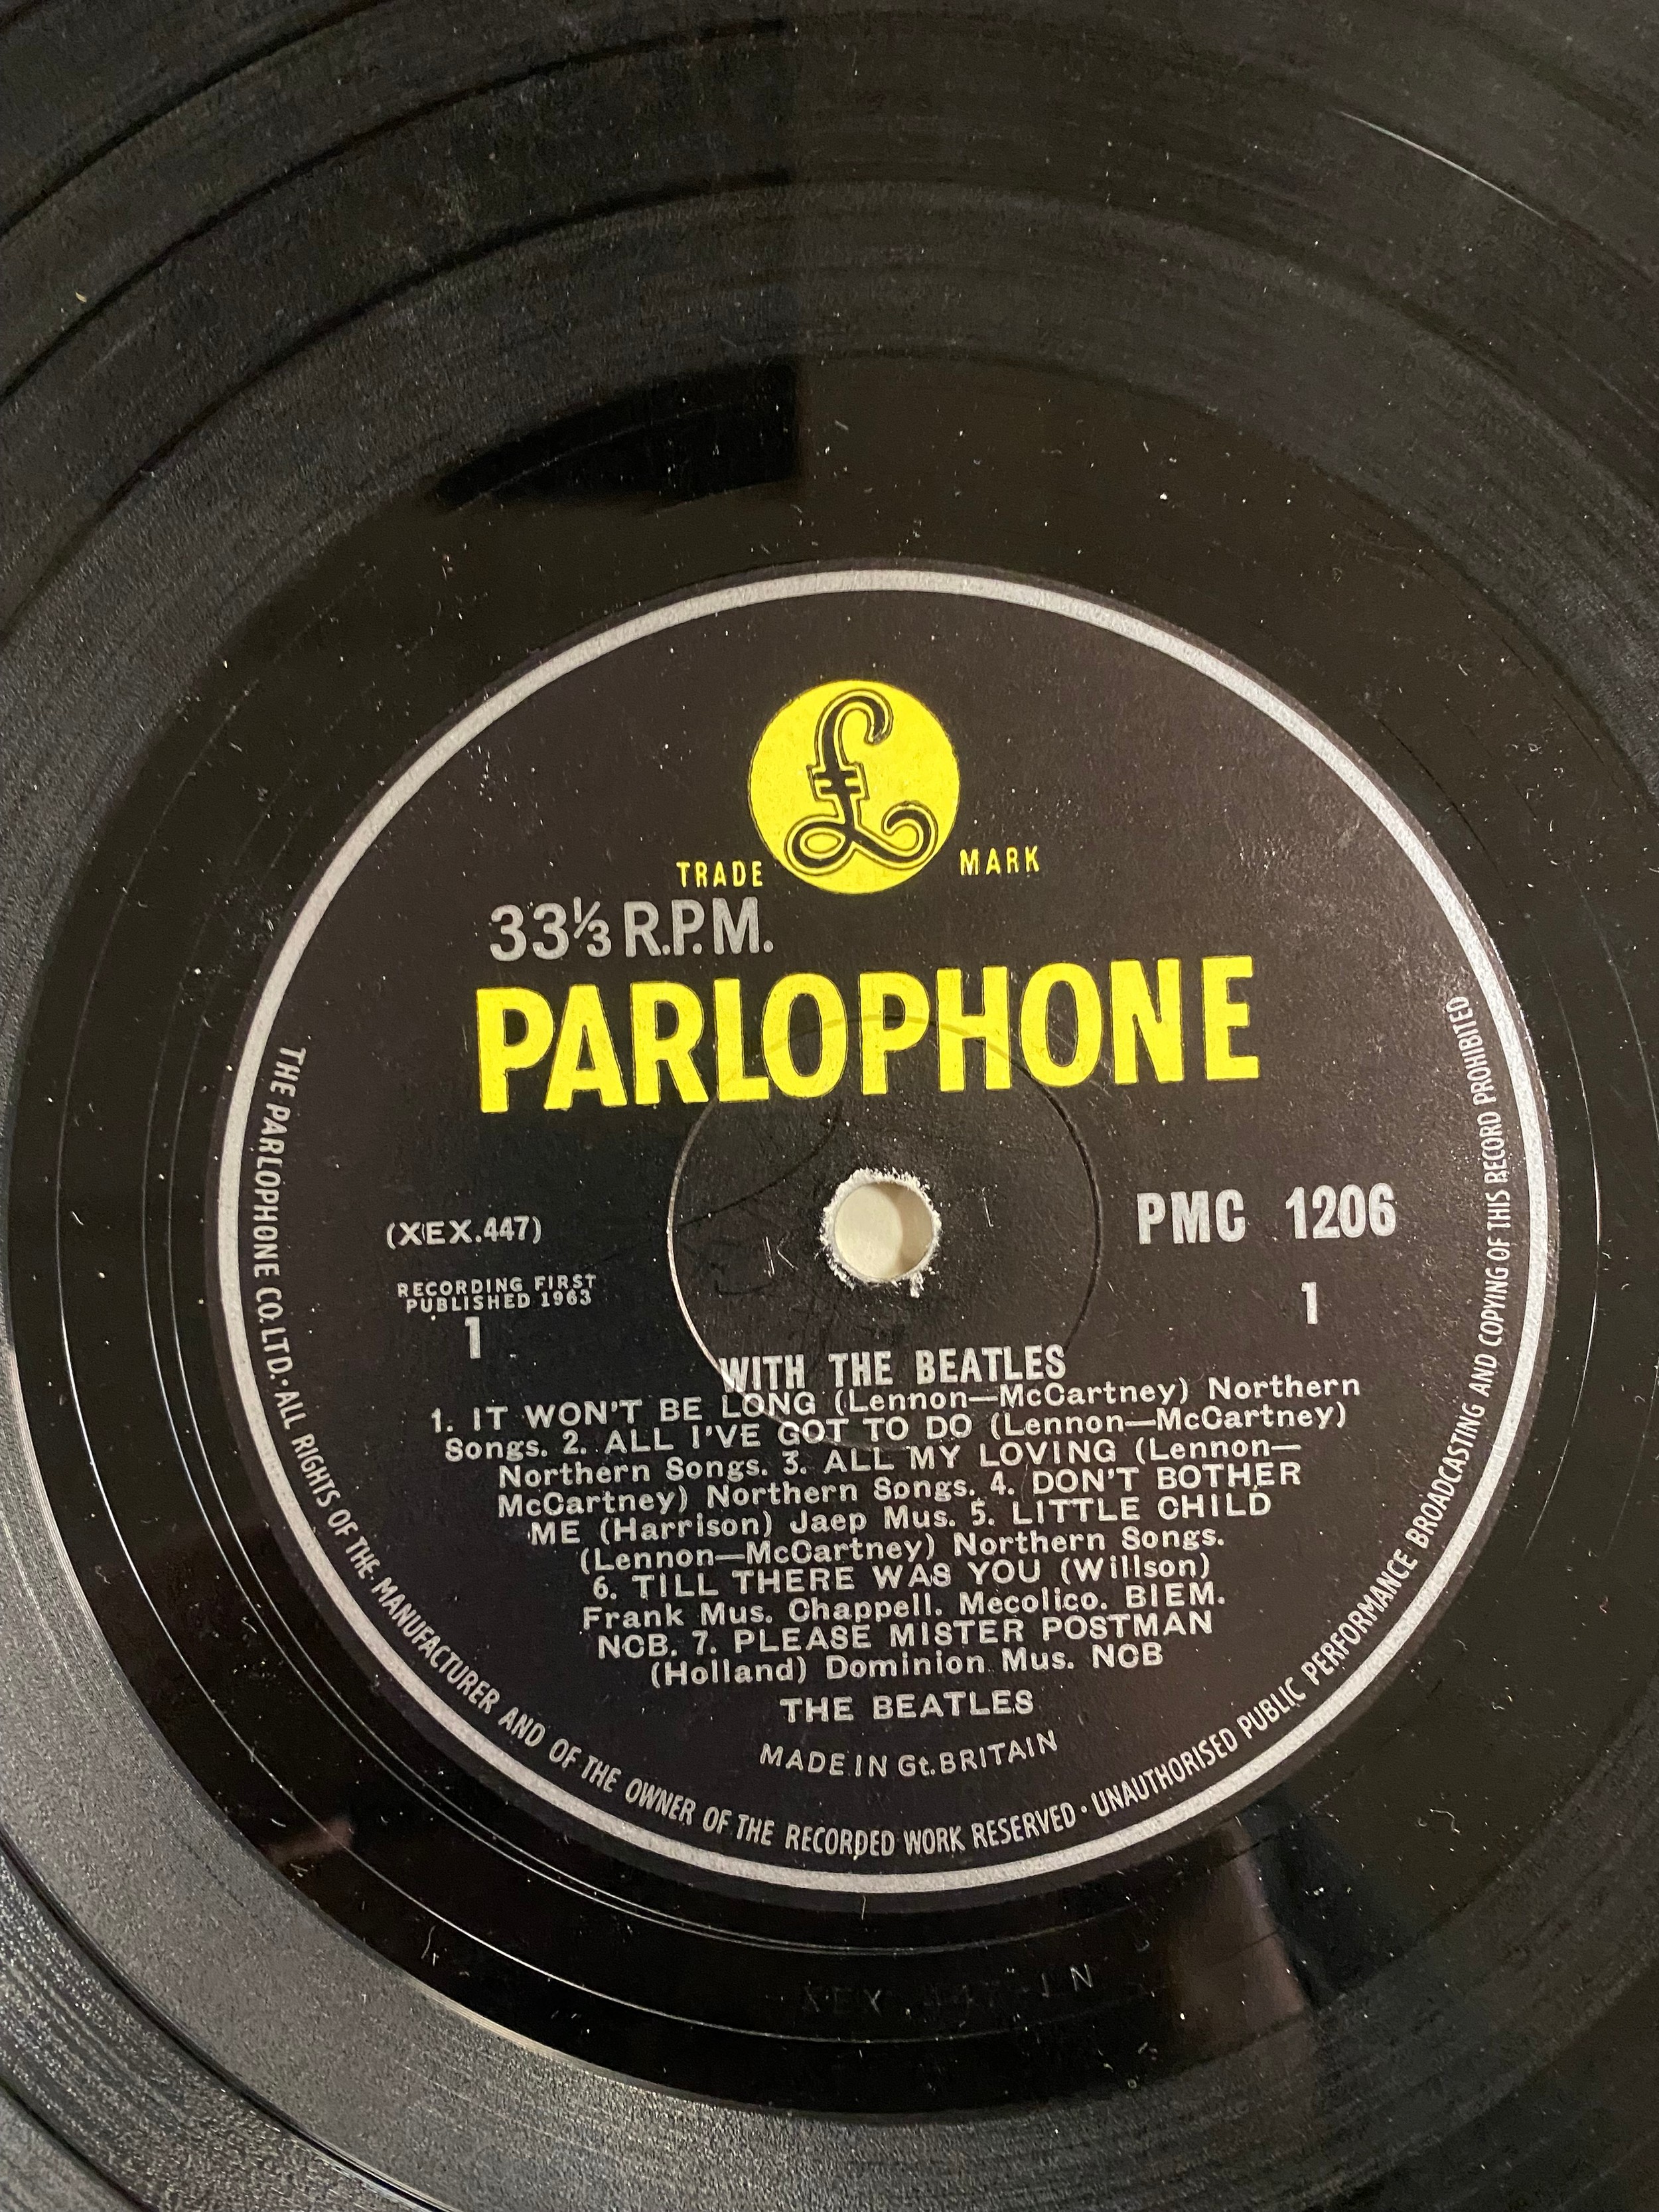 £
TRADE MARK
33⅓ R.P.M.
PARLOPHONE
(XEX.447)
PMC 1206
RECORDING FIRST
PUBLISHED 1963
1
1
WITH THE BEATLES
1. IT WON'T BE LONG (Lennon—McCartney) Northern
Songs. 2. ALL I'VE GOT TO DO (Lennon—McCartney)
Northern Songs. 3. ALL MY LOVING (Lennon—
McCartney) Northern Songs. 4. DON'T BOTHER
ME (Harrison) Jaep Mus. 5. LITTLE CHILD
(Lennon—McCartney) Northern Songs.
6. TILL THERE WAS YOU (Willson)
Frank Mus. Chappell. Mecolico. BIEM.
NCB. 7. PLEASE MISTER POSTMAN
(Holland) Dominion Mus. NCB
THE BEATLES
MADE IN Gt. BRITAIN
THE PARLOPHONE CO. LTD. · ALL RIGHTS OF THE MANUFACTURER AND OF THE OWNER OF THE RECORDED WORK RESERVED · UNAUTHORISED PUBLIC PERFORMANCE BROADCASTING AND COPYING OF THIS RECORD PROHIBITED
K